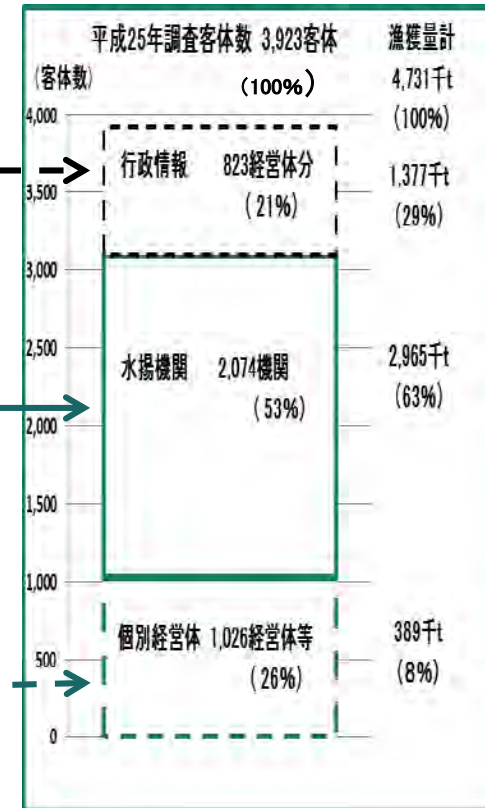 平成25年調査客体数 3,923客体
(100%)
漁獲量計
4,731千t
(100%)
(客体数)
4,000
3,500
3,000
2,500
2,000
1,500
1,000
500
0
行政情報 823経営体分
(21%)
1,377千t
(29%)
水揚機関 2,074機関
(53%)
2,965千t
(63%)
個別経営体 1,026経営体等
(26%)
389千t
(8%)